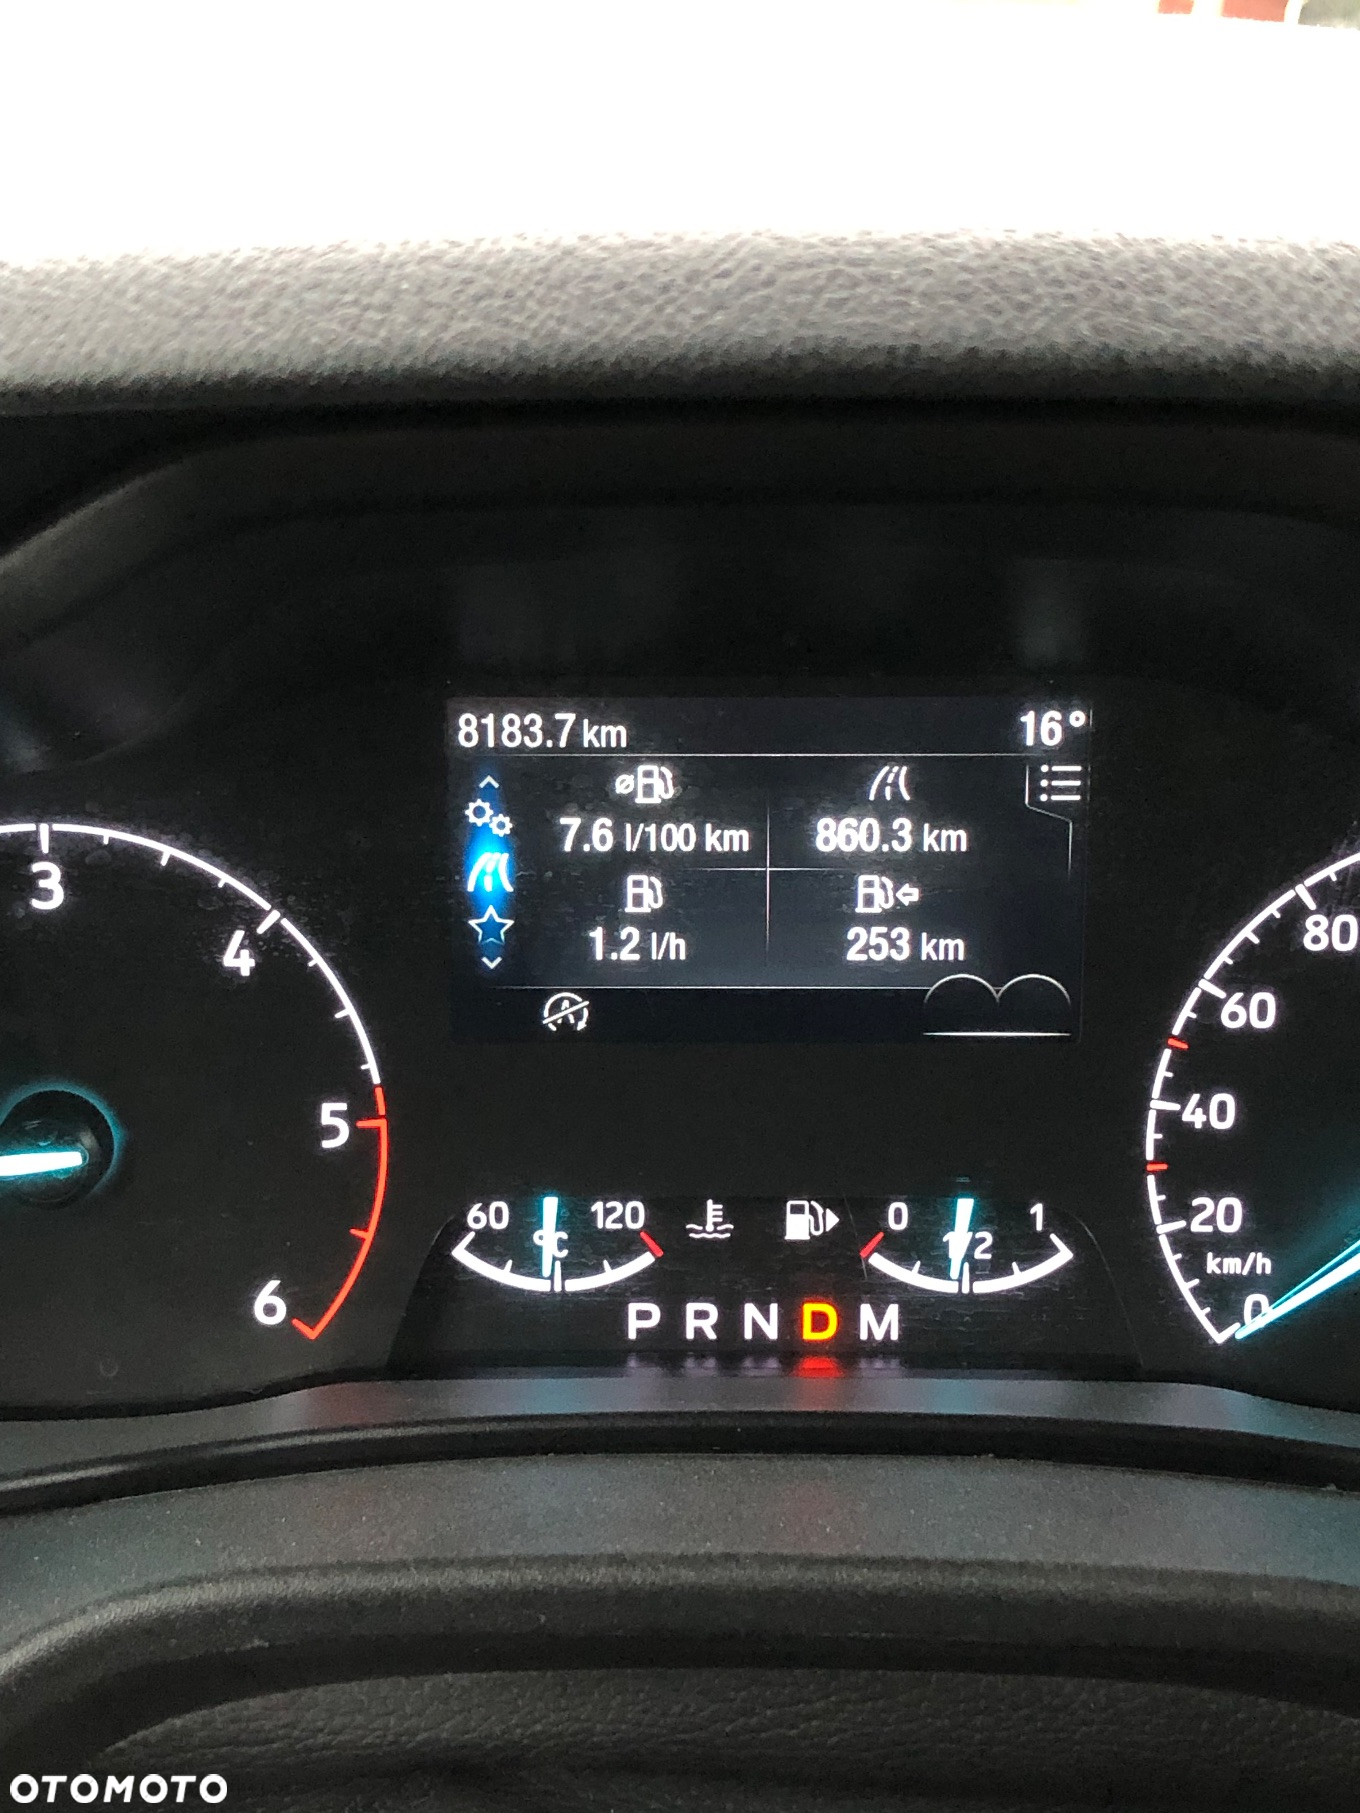 8183.7 km 16°
7.6 l/100 km 860.3 km
1.2 l/h 253 km
A
3
4
5
6
80
60
40
20
km/h
0
60 °C 120
0 1/2 1
P R N D M
OTOMOTO